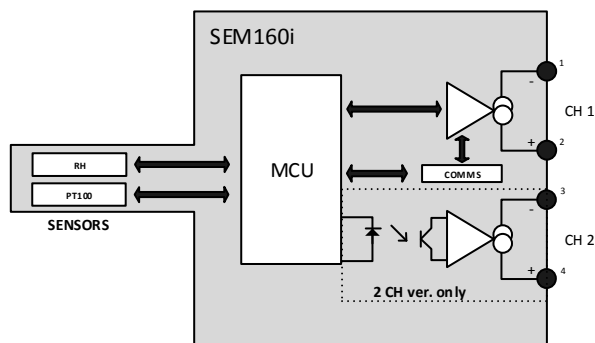 SEM160i
1
-
CH 1
+
2
RH
MCU
COMMS
PT100
3
-
SENSORS
CH 2
+
4
2 CH ver. only